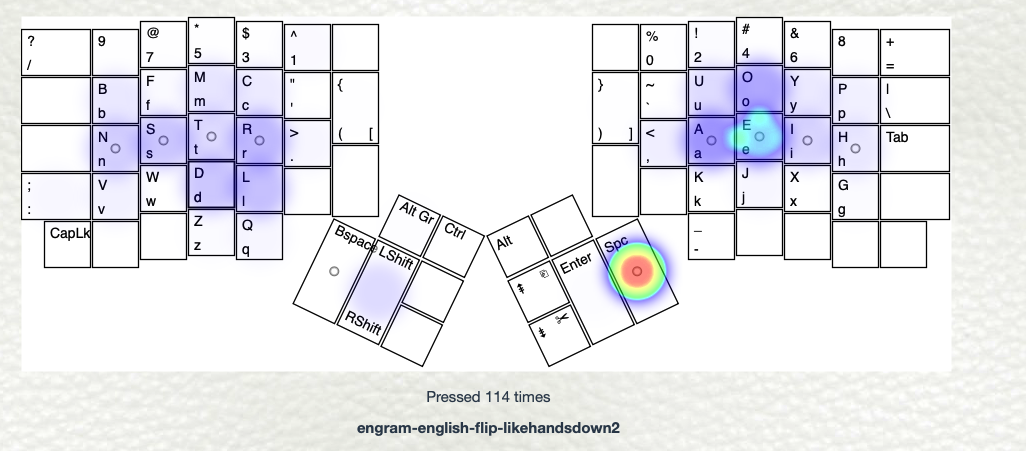 ? 9 @ * $ ^ % ! # & 8 +
/ 7 5 3 1 0 2 4 6 =
B F M C " { } ~ U O Y P |
b f m c ' ( [ ) ] ` u o y p \
N S T R > < A E I H Tab
n s t r . , a e i h
; V W D L K J X G
: v w d l k j x g
CapLk Z Q _
z q -
Alt Gr Ctrl Alt
Bspace LShift Enter Spc
RShift
Pressed 114 times
engram-english-flip-likehandsdown2